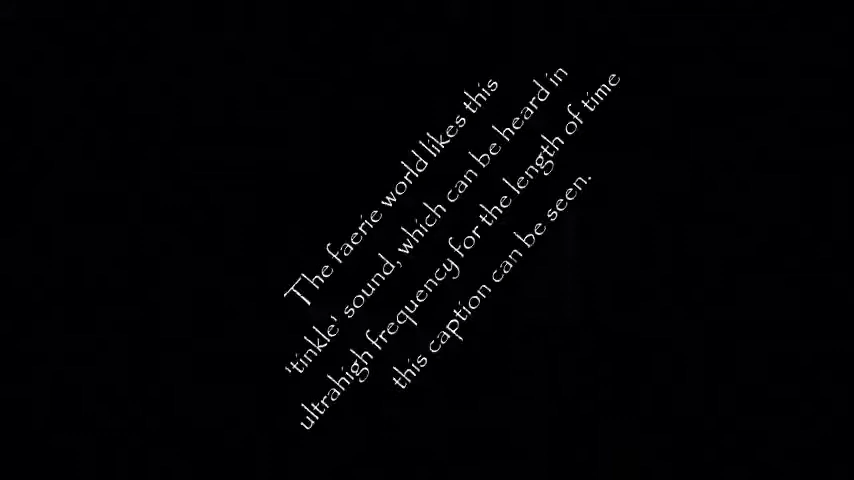 The faerie world likes this
'tinkle' sound, which can be heard in
ultrahigh frequency for the length of time
this caption can be seen.